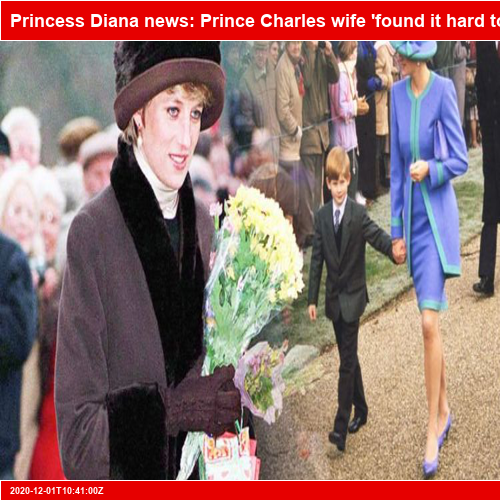 Princess Diana news: Prince Charles wife 'found it hard to
2020-12-01T10:41:00Z